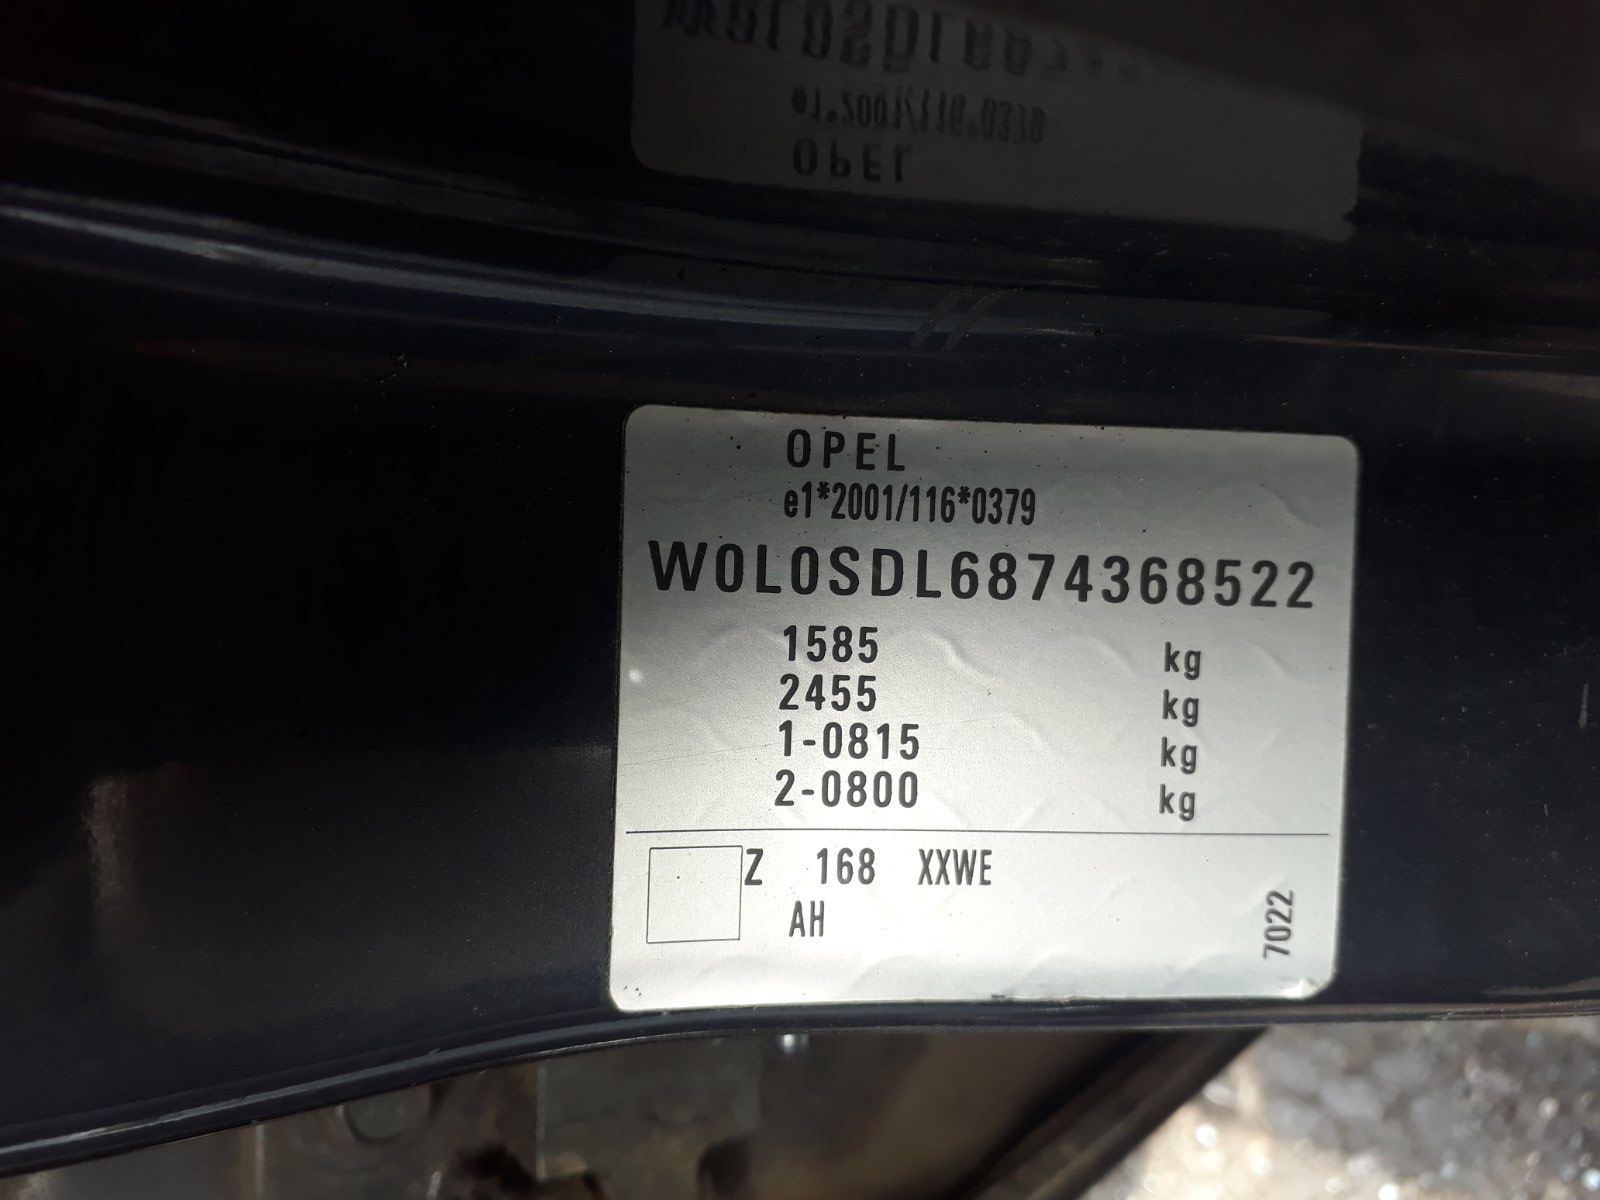 OPEL
e1*2001/116*0379
W0L0SDL6874368522
1585 kg
2455 kg
1-0815 kg
2-0800 kg
Z 168 XXWE
AH
7022